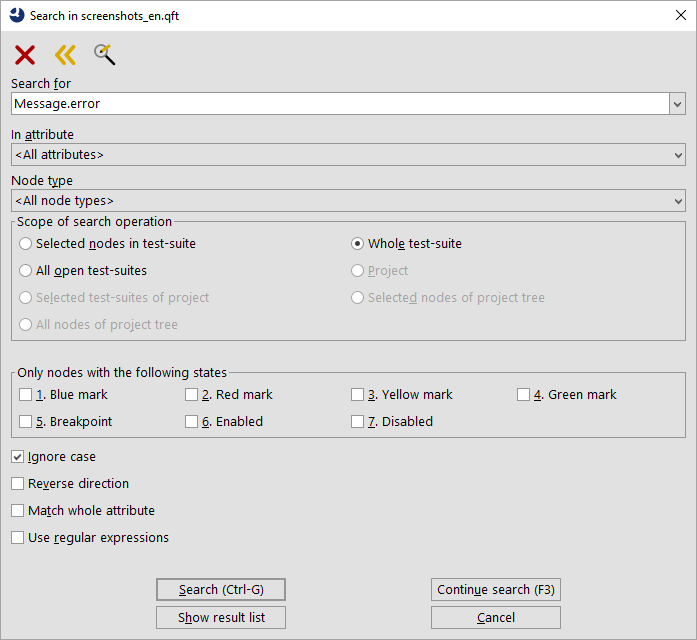 Search in screenshots_en.qft
Search for
Message.error
In attribute
<All attributes>
Node type
<All node types>
Scope of search operation
Selected nodes in test-suite
Whole test-suite
All open test-suites
Project
Selected test-suites of project
Selected nodes of project tree
All nodes of project tree
Only nodes with the following states
1. Blue mark
2. Red mark
3. Yellow mark
4. Green mark
5. Breakpoint
6. Enabled
7. Disabled
Ignore case
Reverse direction
Match whole attribute
Use regular expressions
Search (Ctrl-G)
Continue search (F3)
Show result list
Cancel